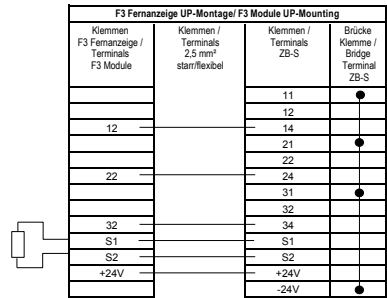 F3 Fernanzeige UP-Montage/ F3 Module UP-Mounting
Klemmen
F3 Fernanzeige /
Terminals
F3 Module
Klemmen /
Terminals
2,5 mm²
starr/flexibel
Klemmen /
Terminals
ZB-S
Brücke
Klemme /
Bridge
Terminal
ZB-S
11
12
12 14
21
22
22 24
31
32
32 34
S1 S1
S2 S2
+24V +24V
-24V